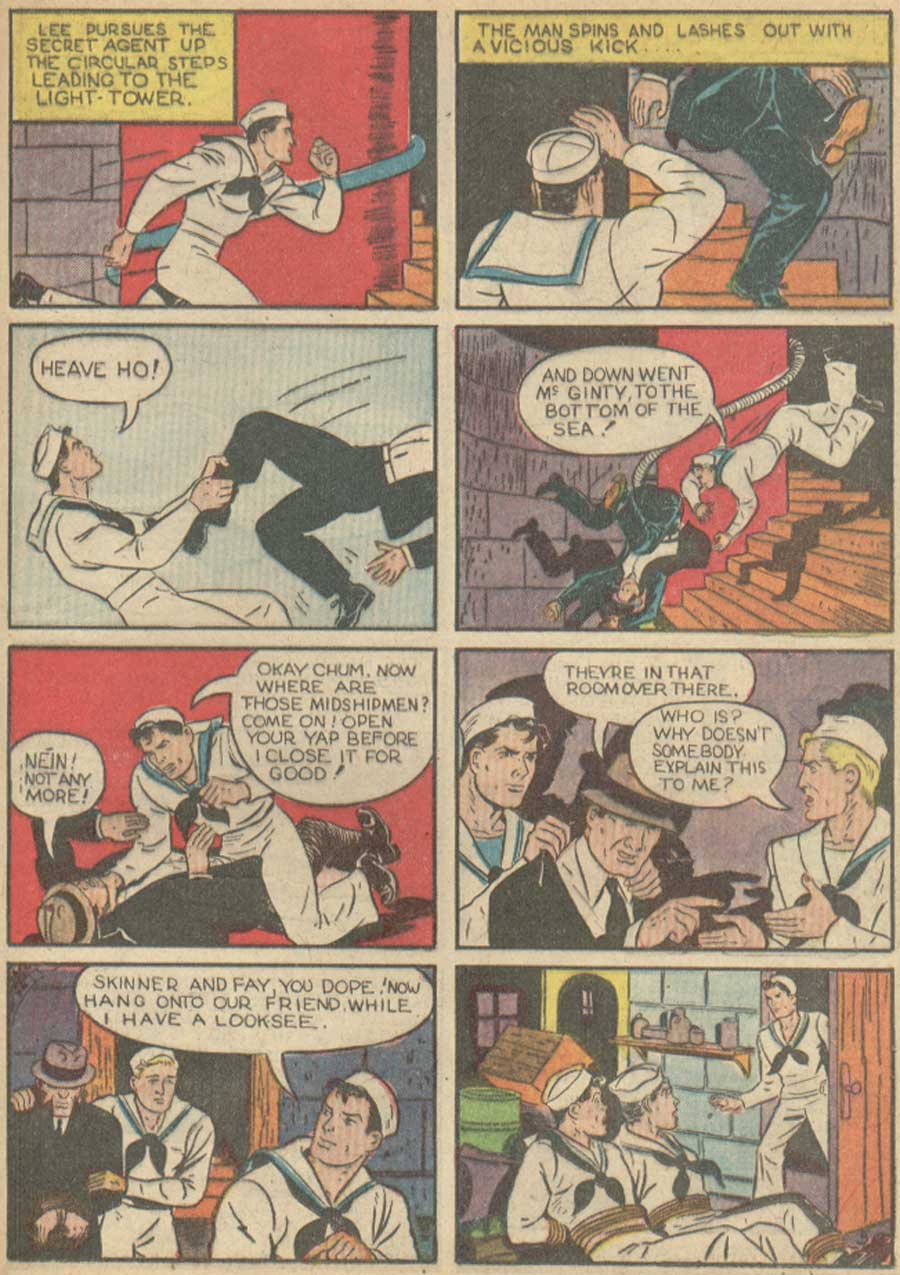 LEE PURSUES THE
SECRET AGENT UP
THE CIRCULAR STEPS
LEADING TO THE
LIGHT-TOWER.
THE MAN SPINS AND LASHES OUT WITH
A VICIOUS KICK....
HEAVE HO!
AND DOWN WENT
Mc GINTY, TO THE
BOTTOM OF THE
SEA!
OKAY CHUM, NOW
WHERE ARE
THOSE MIDSHIPMEN?
COME ON! OPEN
YOUR YAP BEFORE
I CLOSE IT FOR
GOOD!
NEIN!
NOT ANY
MORE!
THEYRE IN THAT
ROOM OVER THERE.
WHO IS?
WHY DOESN'T
SOMEBODY
EXPLAIN THIS
TO ME?
SKINNER AND FAY, YOU DOPE! NOW
HANG ONTO OUR FRIEND WHILE
I HAVE A LOOKSEE.